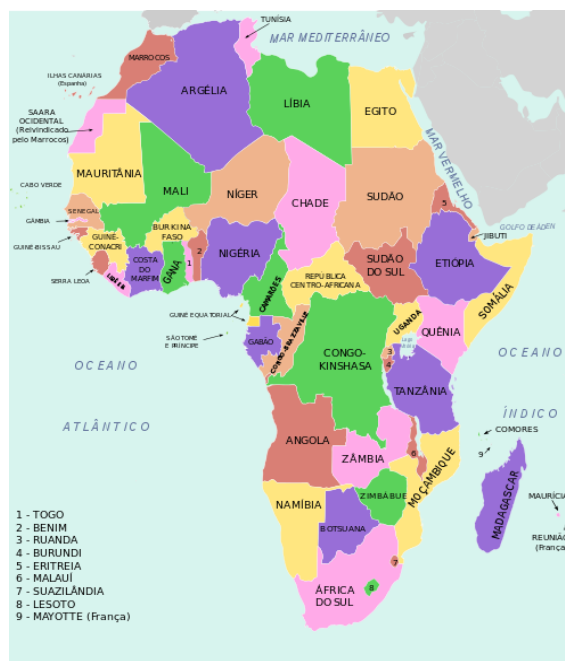 TUNÍSIA
MAR MEDITERRÂNEO
MARROCOS
ILHAS CANÁRIAS
(Espanha)
ARGÉLIA
LÍBIA
EGITO
SAARA
OCIDENTAL
(Reivindicado
pelo Marrocos)
MAR VERMELHO
MAURITÂNIA
MALI
NÍGER
CHADE
SUDÃO
5
CABO VERDE
SENEGAL
GÂMBIA
GUINÉ-BISSAU
GUINÉ-
CONACRI
BURKINA
FASO
GOLFO DE ÁDEN
JIBUTI
SERRA LEOA
LIBÉRIA
COSTA
DO
MARFIM
GANA
1
2
NIGÉRIA
CAMARÕES
REPÚBLICA
CENTRO-AFRICANA
SUDÃO
DO SUL
ETIÓPIA
SOMÁLIA
GUINÉ EQUATORIAL
SÃO TOMÉ
E PRÍNCIPE
GABÃO
CONGO-BRAZZAVILE
CONGO-
KINSHASA
UGANDA
QUÊNIA
3
4
TANZÂNIA
OCEANO
ATLÂNTICO
OCEANO
ÍNDICO
ANGOLA
ZÂMBIA
6
MOÇAMBIQUE
COMORES
9
MADAGASCAR
MAURÍCIA
REUNIÃO
(França)
NAMÍBIA
ZIMBÁBUE
BOTSUANA
7
8
ÁFRICA
DO SUL
1 - TOGO
2 - BENIM
3 - RUANDA
4 - BURUNDI
5 - ERITREIA
6 - MALAUÍ
7 - SUAZILÂNDIA
8 - LESOTO
9 - MAYOTTE (França)